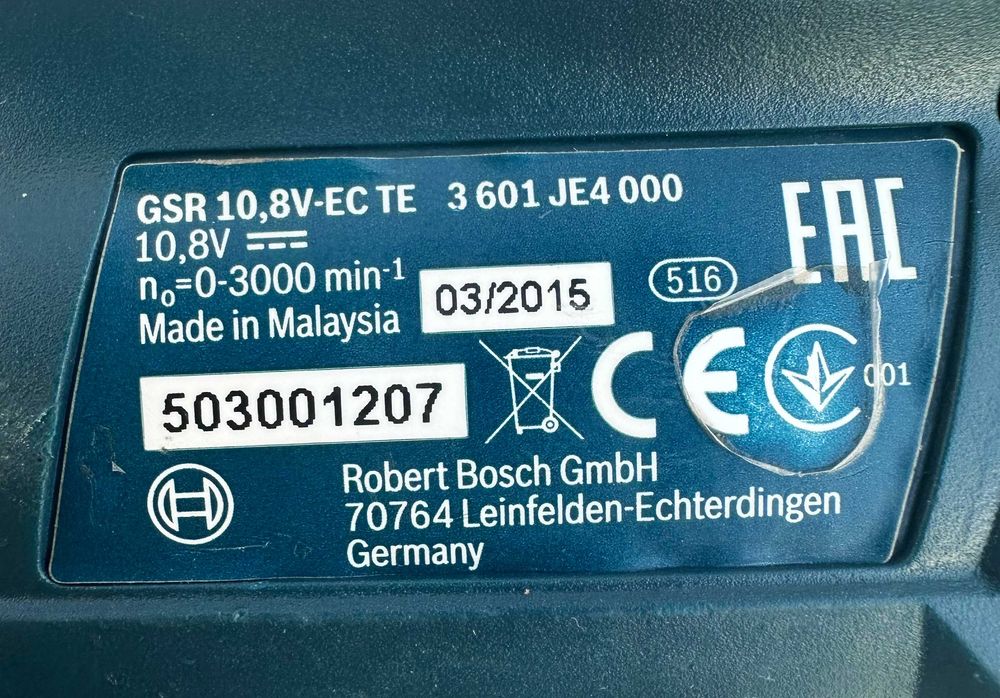 GSR 10,8V-EC TE 3 601 JE4 000
10,8V
n₀=0-3000 min⁻¹
Made in Malaysia
03/2015
516
EAC
503001207
CE
001
Robert Bosch GmbH
70764 Leinfelden-Echterdingen
Germany